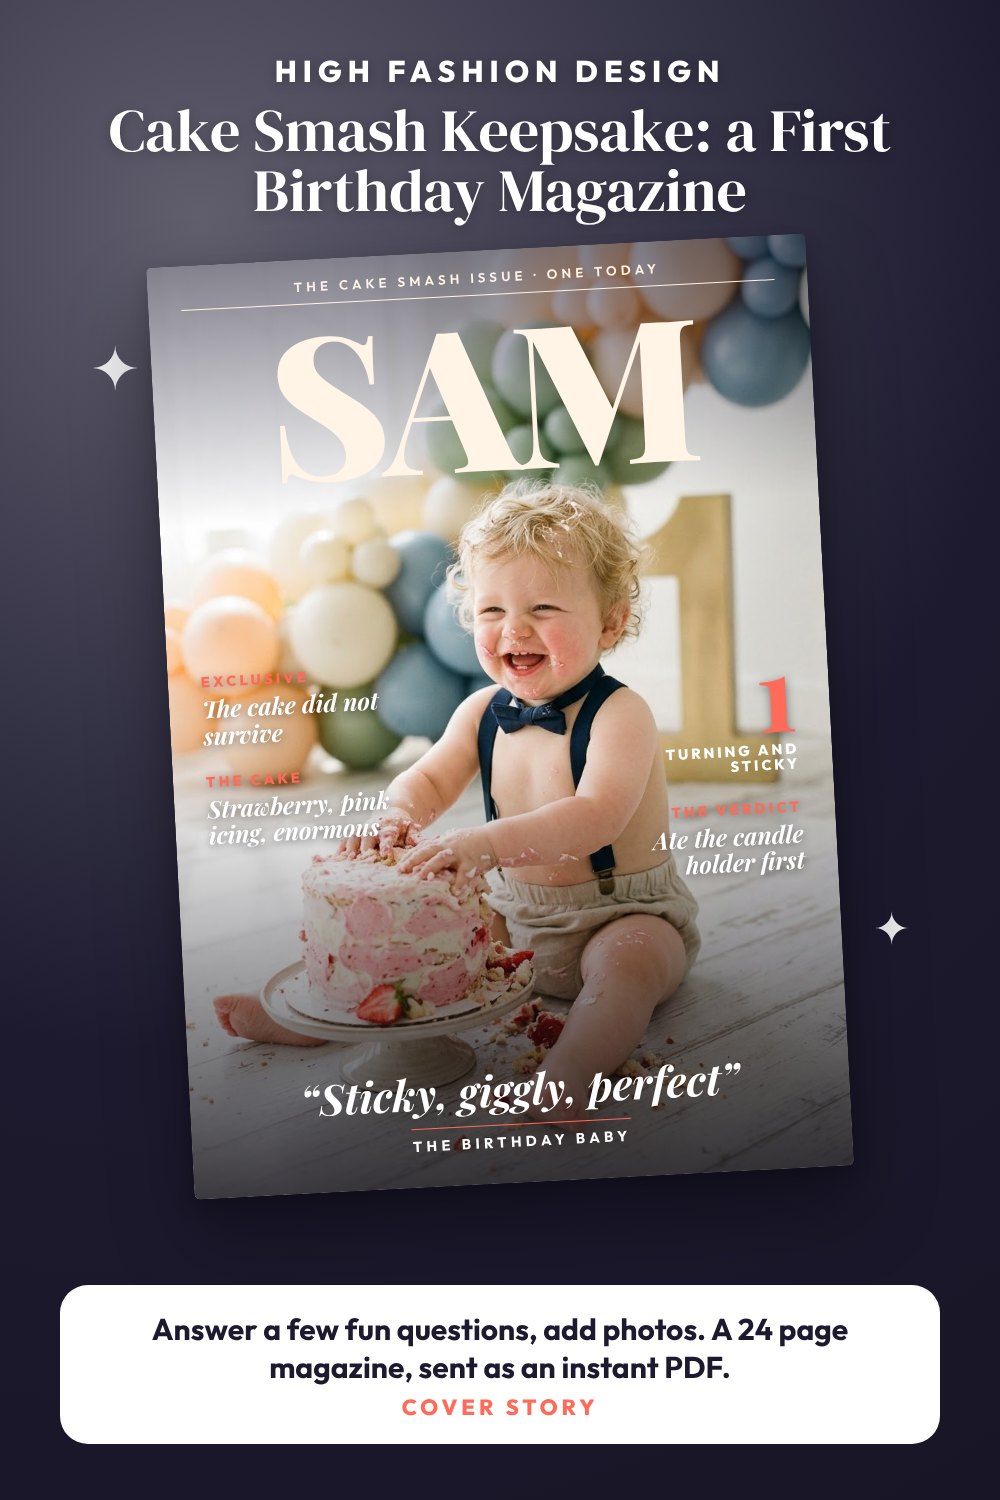 HIGH FASHION DESIGN
Cake Smash Keepsake: a First
Birthday Magazine
THE CAKE SMASH ISSUE · ONE TODAY
SAM
EXCLUSIVE
The cake did not
survive
THE CAKE
Strawberry, pink
icing, enormous
1
1
TURNING AND
STICKY
THE VERDICT
Ate the candle
holder first
“Sticky, giggly, perfect”
THE BIRTHDAY BABY
Answer a few fun questions, add photos. A 24 page
magazine, sent as an instant PDF.
COVER STORY